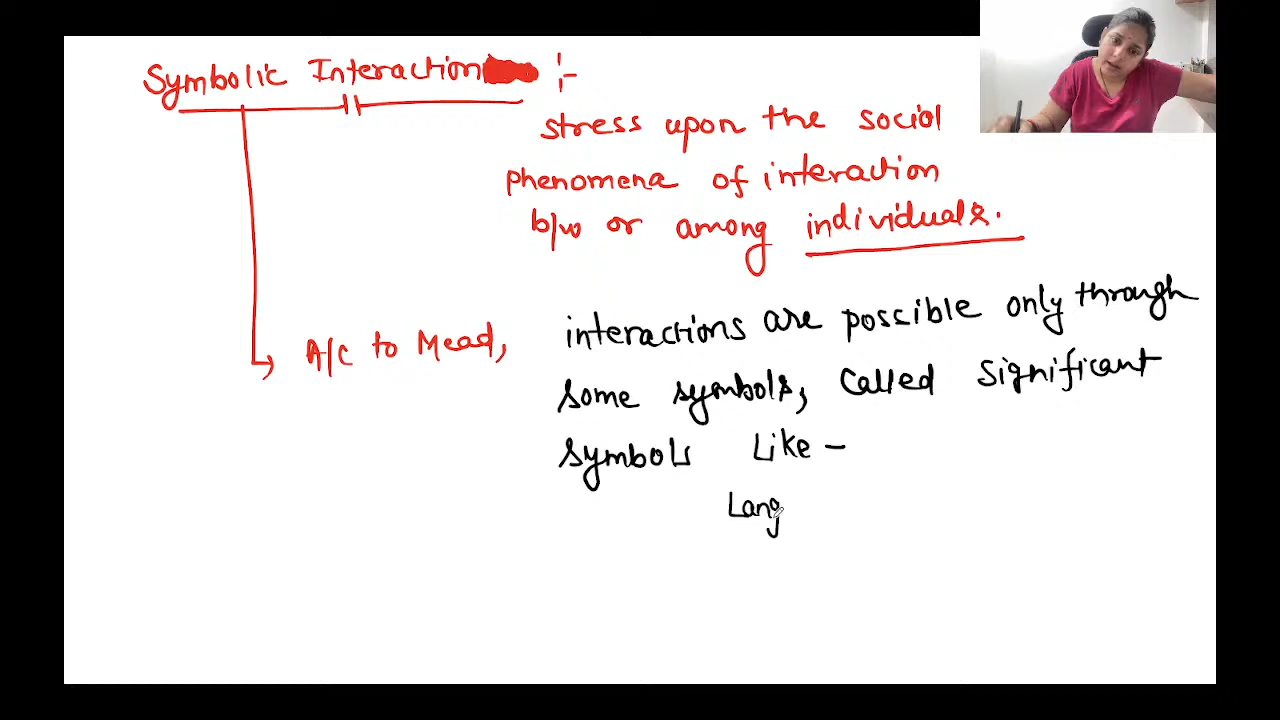 Symbolic Interaction :-
stress upon the social
phenomena of interaction
b/w or among individuals.
A/C to Mead,
interactions are possible only through
some symbols, called significant
symbols like -
Lang